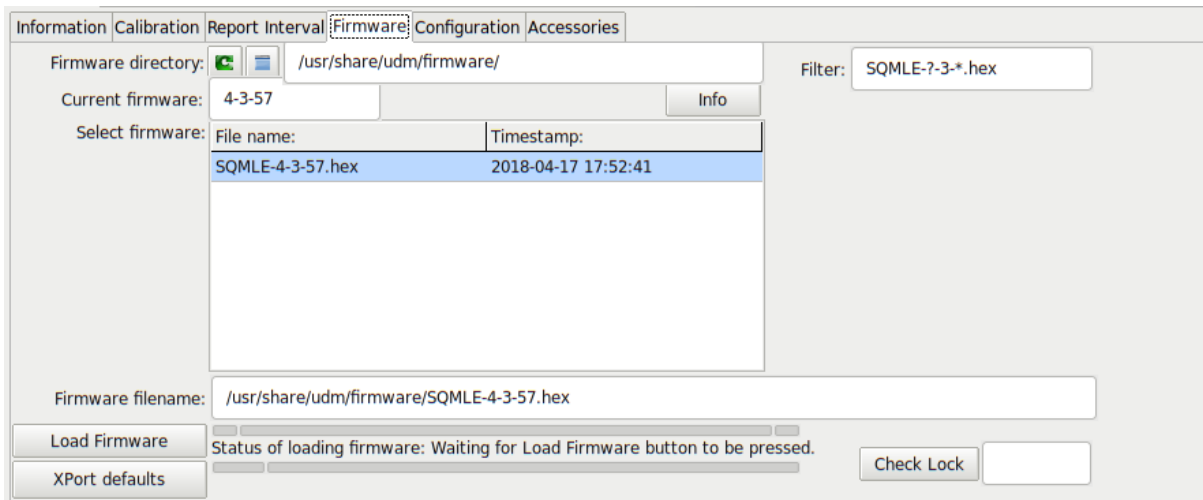 Information Calibration Report Interval Firmware Configuration Accessories
Firmware directory: /usr/share/udm/firmware/ Filter: SQMLE-?-3-*.hex
Current firmware: 4-3-57 Info
Select firmware: File name: Timestamp:
SQMLE-4-3-57.hex 2018-04-17 17:52:41
Firmware filename: /usr/share/udm/firmware/SQMLE-4-3-57.hex
Load Firmware Status of loading firmware: Waiting for Load Firmware button to be pressed.
XPort defaults Check Lock